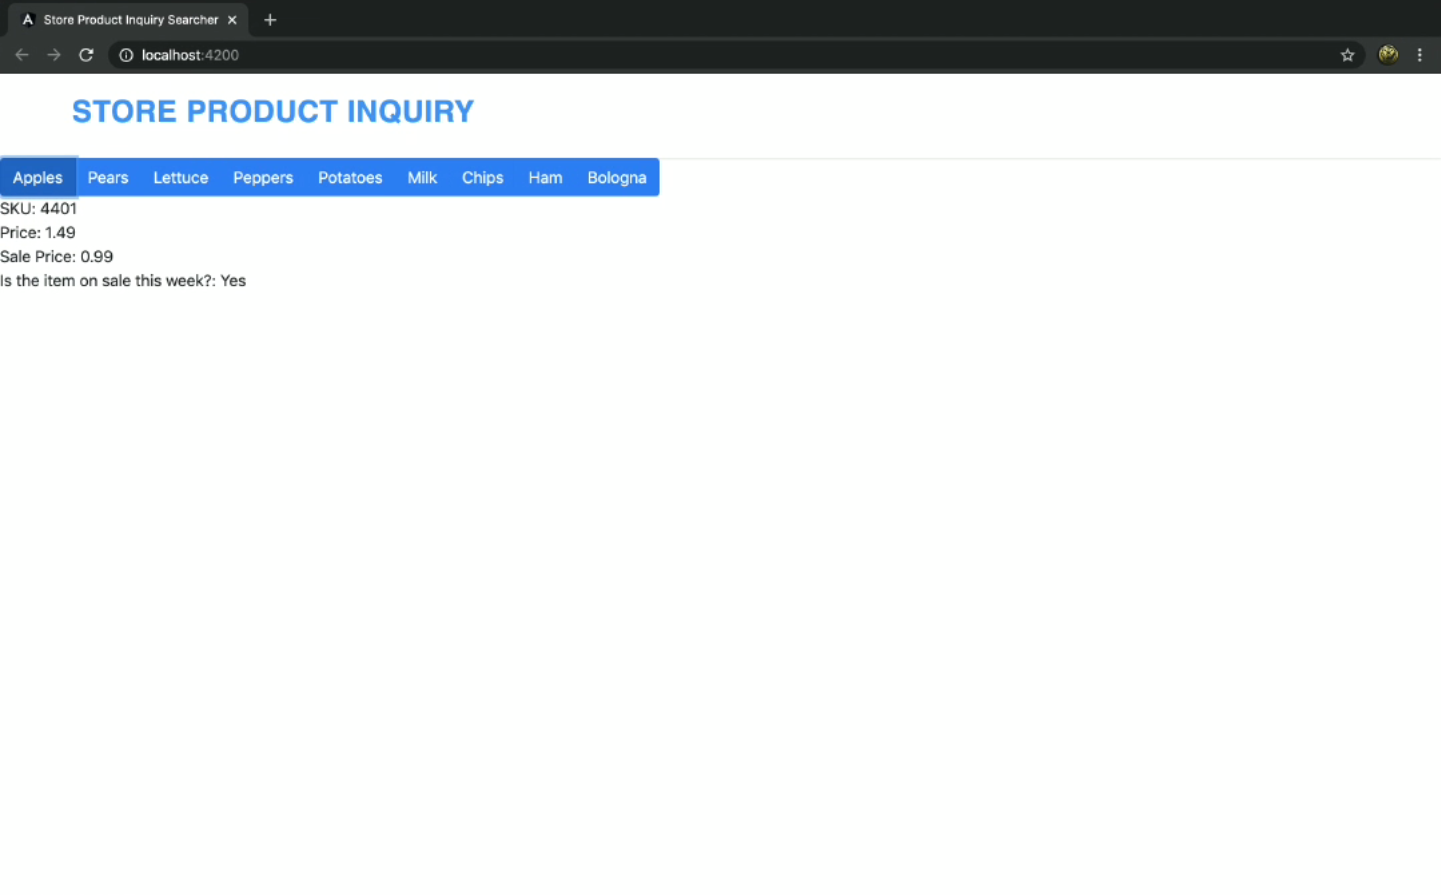 Store Product Inquiry Searcher
localhost:4200
STORE PRODUCT INQUIRY
Apples Pears Lettuce Peppers Potatoes Milk Chips Ham Bologna
SKU: 4401
Price: 1.49
Sale Price: 0.99
Is the item on sale this week?: Yes